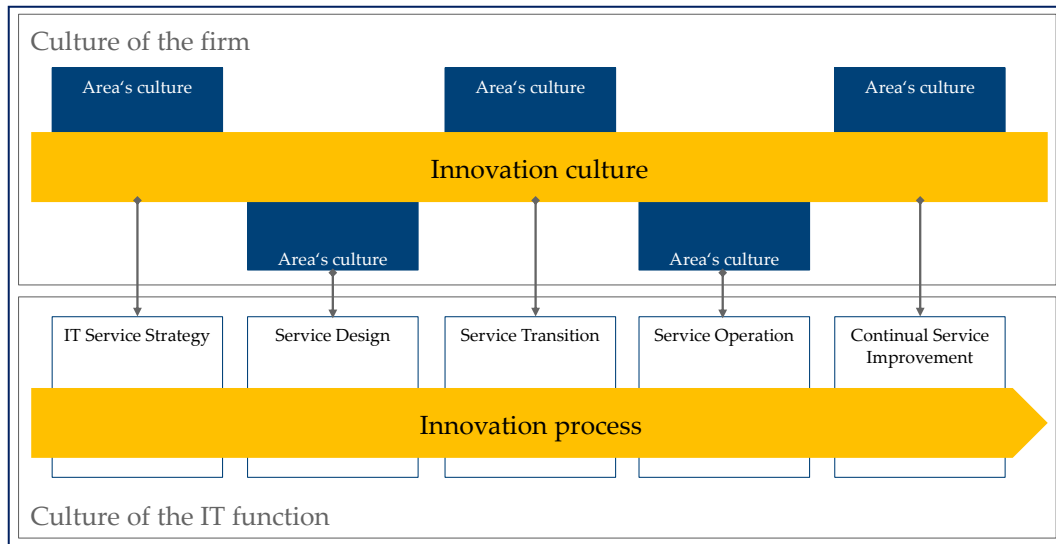 Culture of the firm
Area‘s culture
Area‘s culture
Area‘s culture
Innovation culture
Area‘s culture
Area‘s culture
IT Service Strategy
Service Design
Service Transition
Service Operation
Continual Service
Improvement
Innovation process
Culture of the IT function